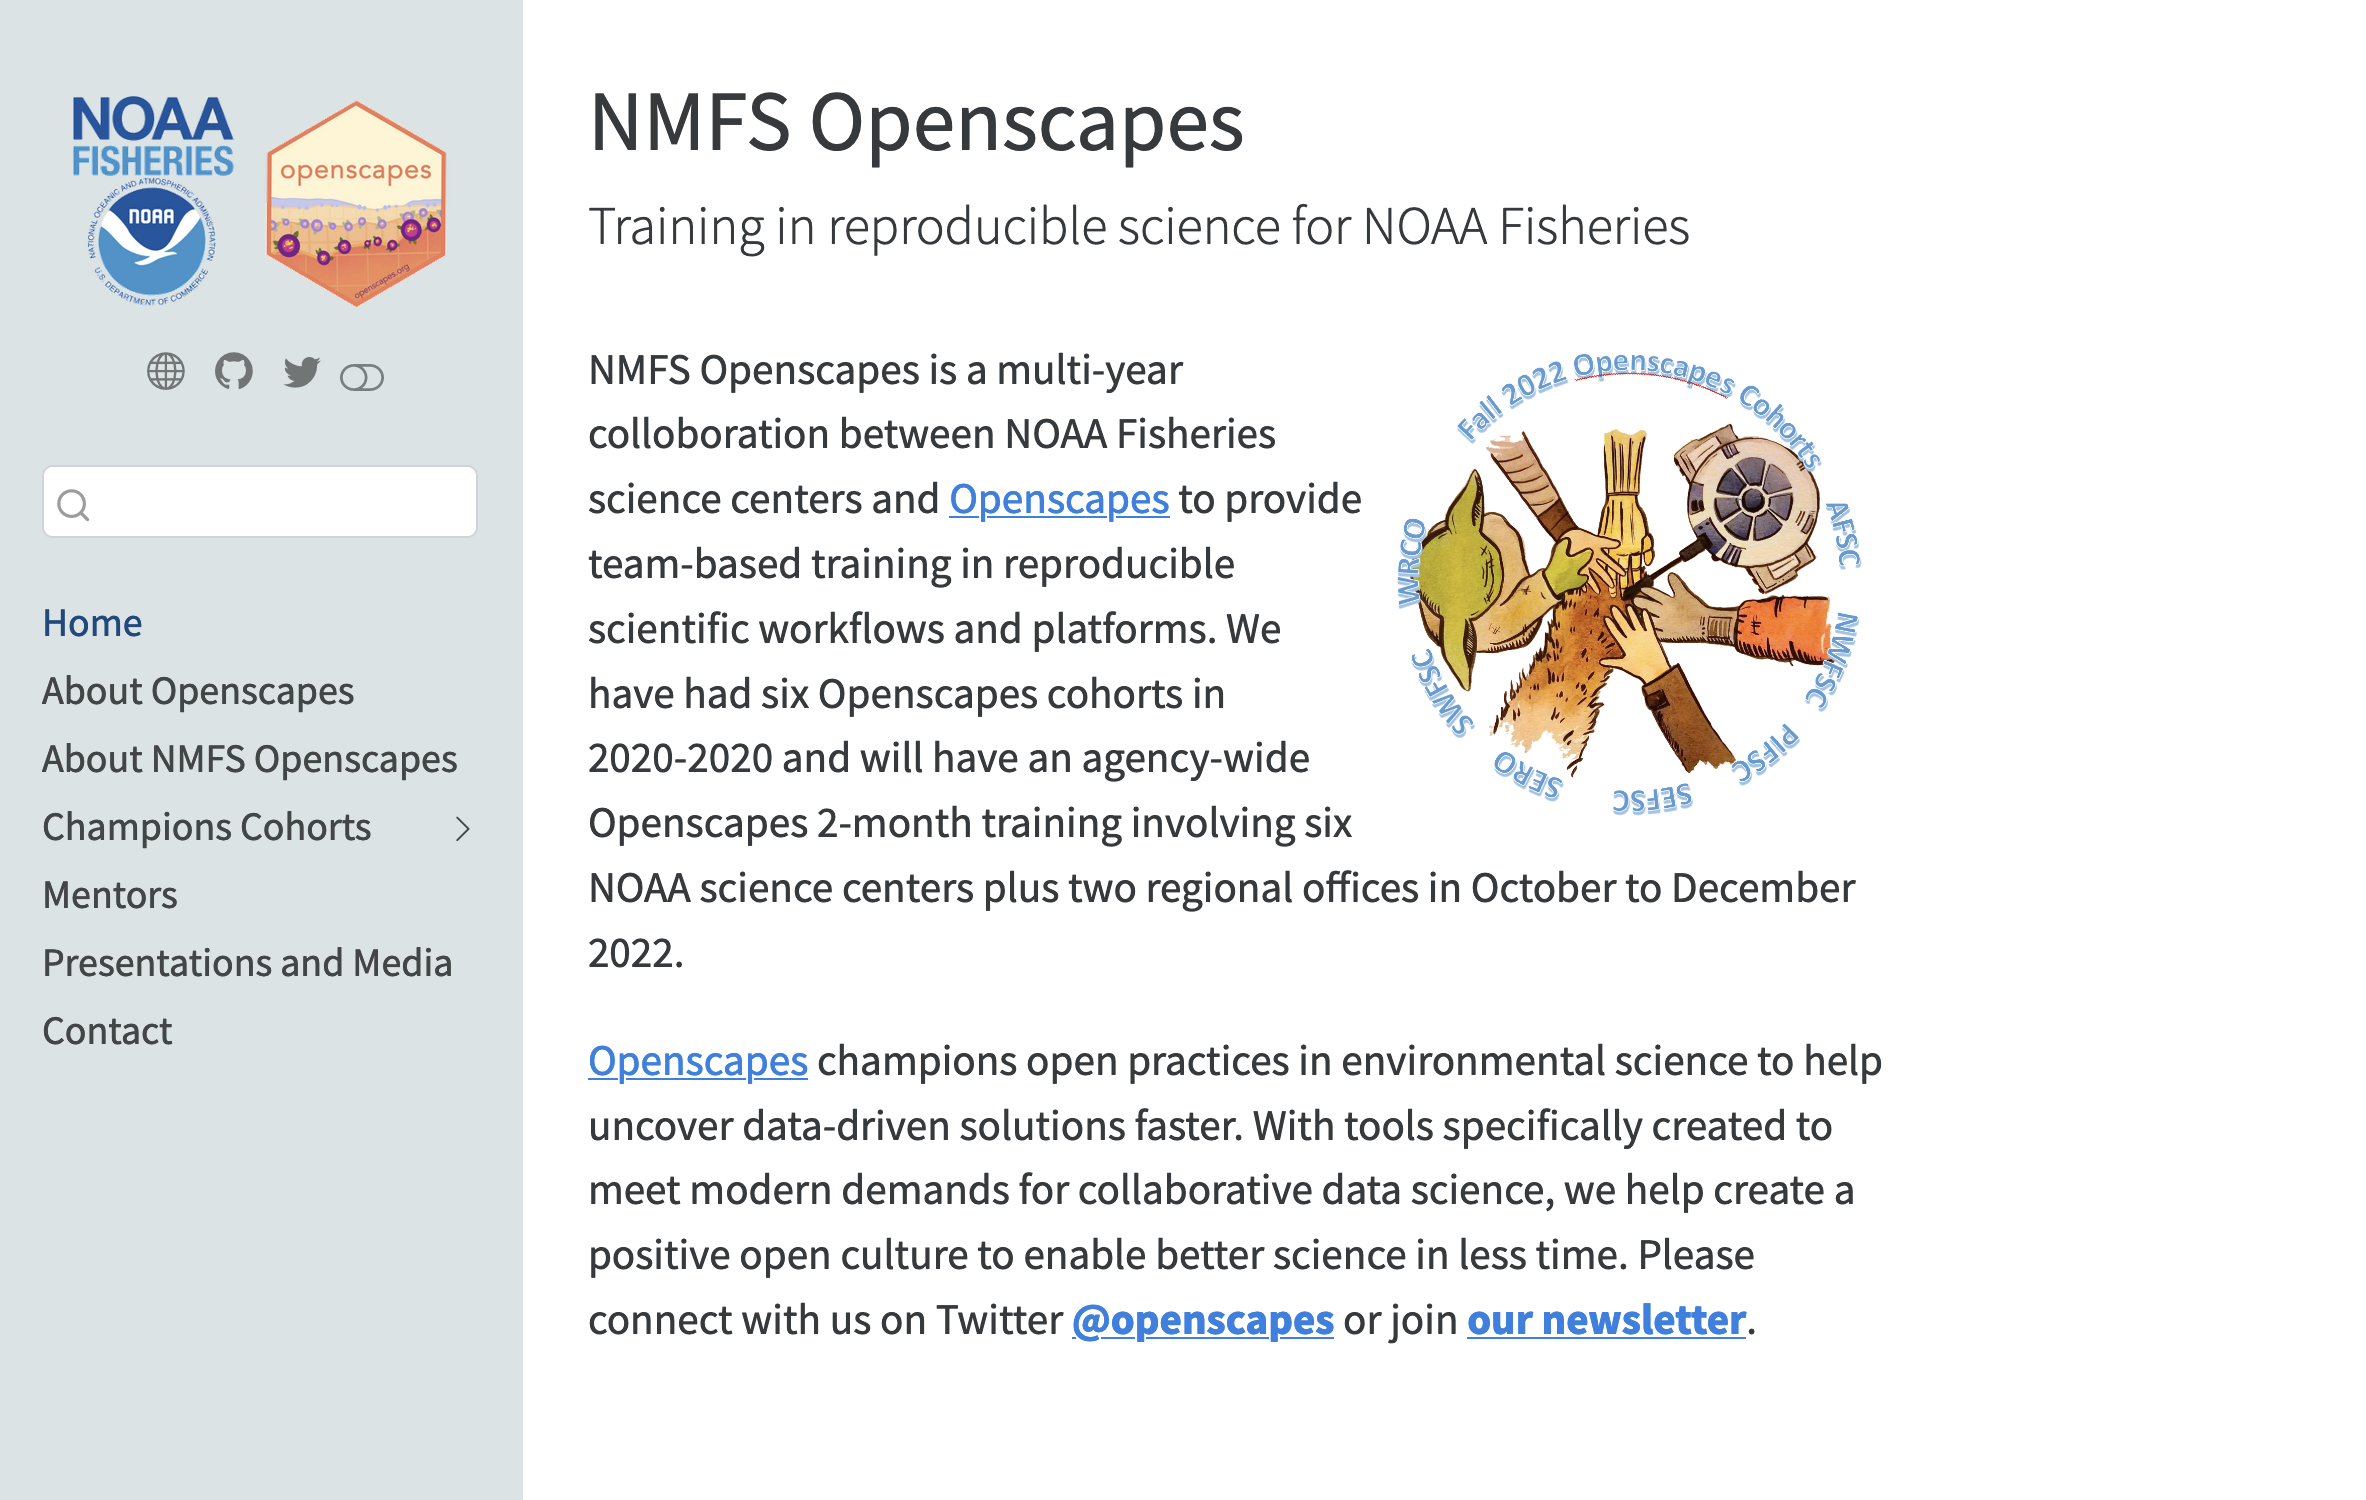 NOAA
FISHERIES
NATIONAL OCEANIC AND ATMOSPHERIC ADMINISTRATION
NOAA
U.S. DEPARTMENT OF COMMERCE
openscapes
openscapes.org
Home
About Openscapes
About NMFS Openscapes
Champions Cohorts
Mentors
Presentations and Media
Contact
NMFS Openscapes
Training in reproducible science for NOAA Fisheries
NMFS Openscapes is a multi-year
colloboration between NOAA Fisheries
science centers and Openscapes to provide
team-based training in reproducible
scientific workflows and platforms. We
have had six Openscapes cohorts in
2020-2020 and will have an agency-wide
Openscapes 2-month training involving six
NOAA science centers plus two regional offices in October to December
2022.
Fall 2022 Openscapes Cohorts
AFSC
NWFSC
PIFSC
SEFSC
SERO
SWFSC
WRCO
Openscapes champions open practices in environmental science to help
uncover data-driven solutions faster. With tools specifically created to
meet modern demands for collaborative data science, we help create a
positive open culture to enable better science in less time. Please
connect with us on Twitter @openscapes or join our newsletter.